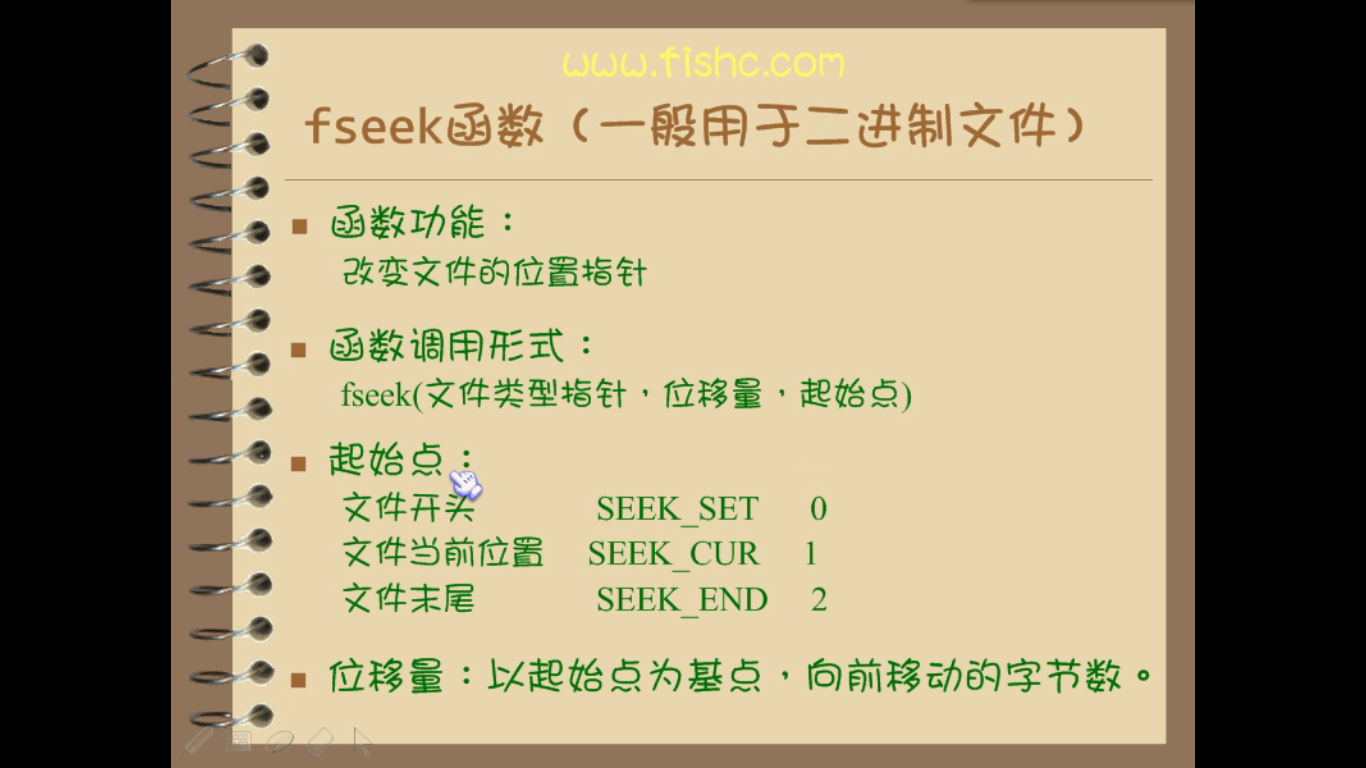 www.fishc.com
fseek函数（一般用于二进制文件）
函数功能：
改变文件的位置指针
函数调用形式：
fseek(文件类型指针，位移量，起始点)
起始点：
文件开头 SEEK_SET 0
文件当前位置 SEEK_CUR 1
文件末尾 SEEK_END 2
位移量：以起始点为基点，向前移动的字节数。